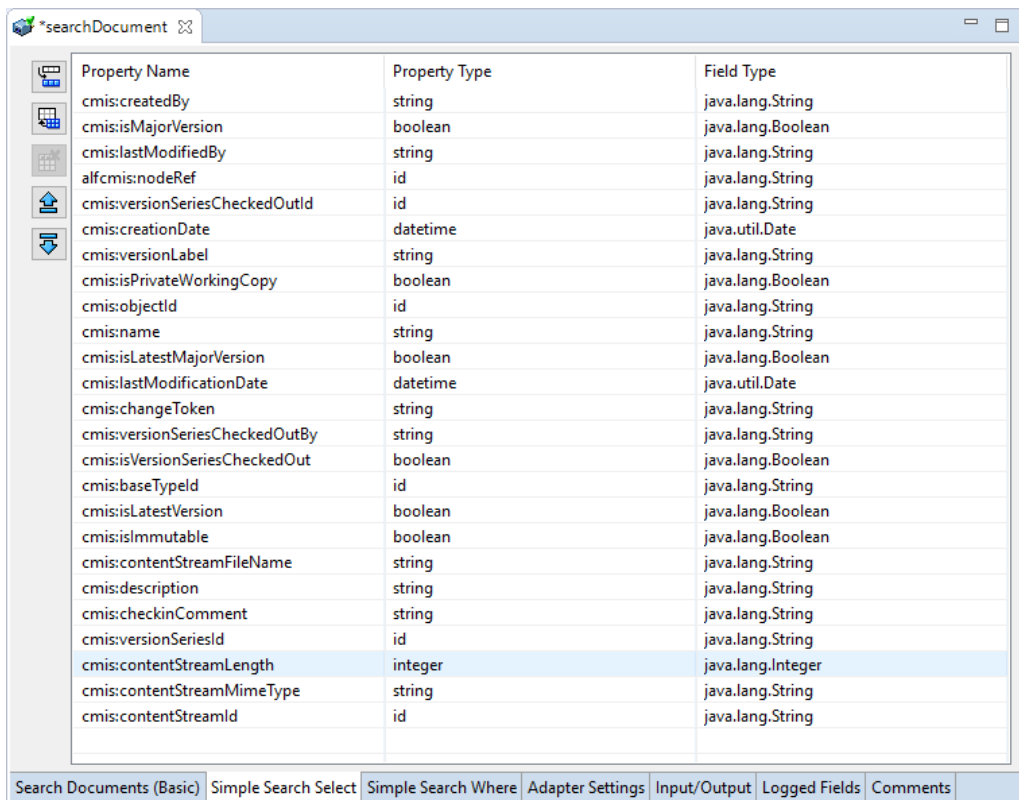 *searchDocument
Property Name Property Type Field Type
cmis:createdBy string java.lang.String
cmis:isMajorVersion boolean java.lang.Boolean
cmis:lastModifiedBy string java.lang.String
alfcmis:nodeRef id java.lang.String
cmis:versionSeriesCheckedOutId id java.lang.String
cmis:creationDate datetime java.util.Date
cmis:versionLabel string java.lang.String
cmis:isPrivateWorkingCopy boolean java.lang.Boolean
cmis:objectId id java.lang.String
cmis:name string java.lang.String
cmis:isLatestMajorVersion boolean java.lang.Boolean
cmis:lastModificationDate datetime java.util.Date
cmis:changeToken string java.lang.String
cmis:versionSeriesCheckedOutBy string java.lang.String
cmis:isVersionSeriesCheckedOut boolean java.lang.Boolean
cmis:baseTypeId id java.lang.String
cmis:isLatestVersion boolean java.lang.Boolean
cmis:isImmutable boolean java.lang.Boolean
cmis:contentStreamFileName string java.lang.String
cmis:description string java.lang.String
cmis:checkinComment string java.lang.String
cmis:versionSeriesId id java.lang.String
cmis:contentStreamLength integer java.lang.Integer
cmis:contentStreamMimeType string java.lang.String
cmis:contentStreamId id java.lang.String
Search Documents (Basic) Simple Search Select Simple Search Where Adapter Settings Input/Output Logged Fields Comments